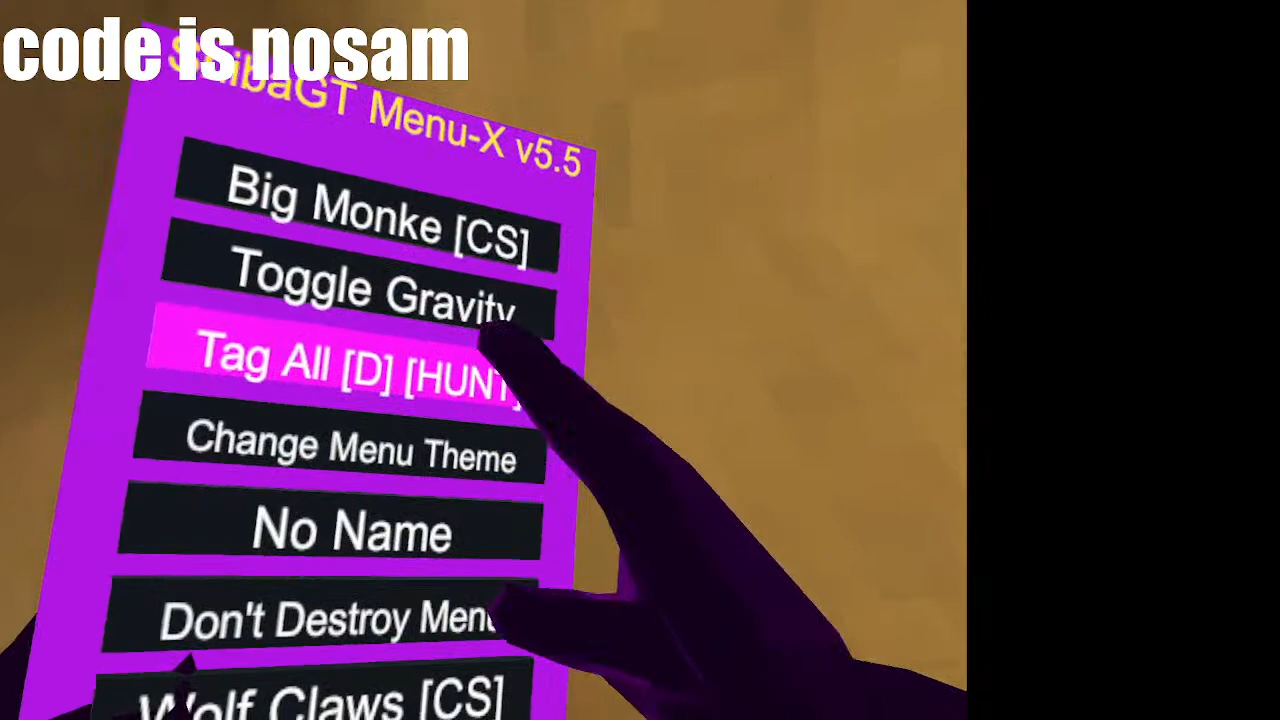 code is nosam
ShibaGT Menu-X v5.5
Big Monke [CS]
Toggle Gravity
Tag All [D] [HUNT]
Change Menu Theme
No Name
Don't Destroy Menu
Wolf Claws [CS]